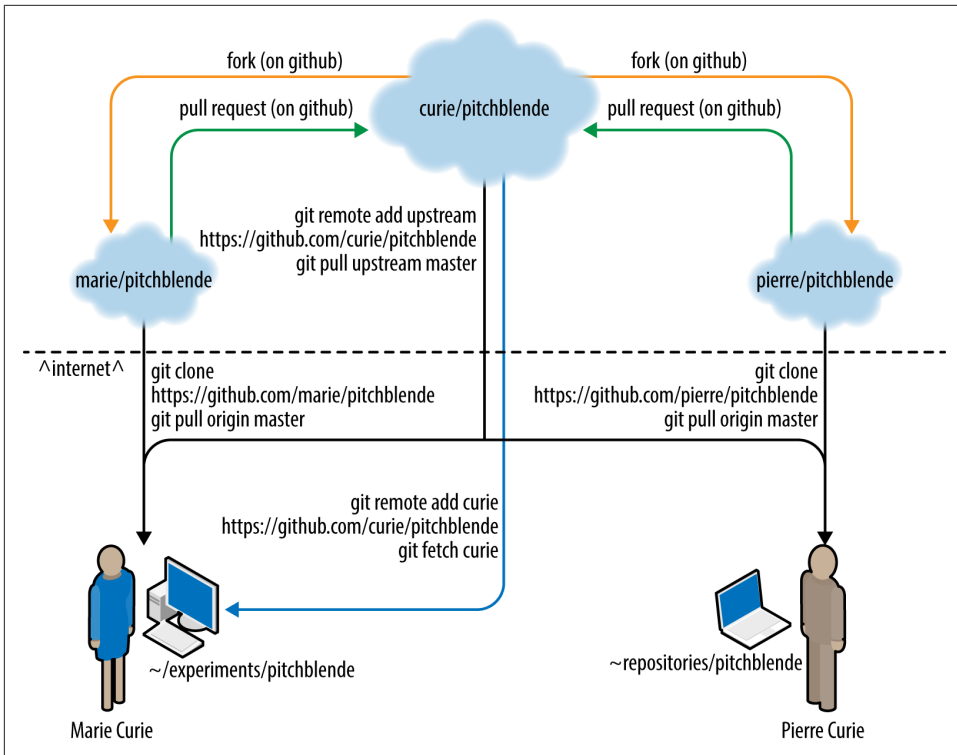 fork (on github)
fork (on github)
pull request (on github)
curie/pitchblende
pull request (on github)
git remote add upstream
https://github.com/curie/pitchblende
git pull upstream master
marie/pitchblende
pierre/pitchblende
^internet^
git clone
https://github.com/marie/pitchblende
git pull origin master
git clone
https://github.com/pierre/pitchblende
git pull origin master
git remote add curie
https://github.com/curie/pitchblende
git fetch curie
~/experiments/pitchblende
~repositories/pitchblende
Marie Curie
Pierre Curie